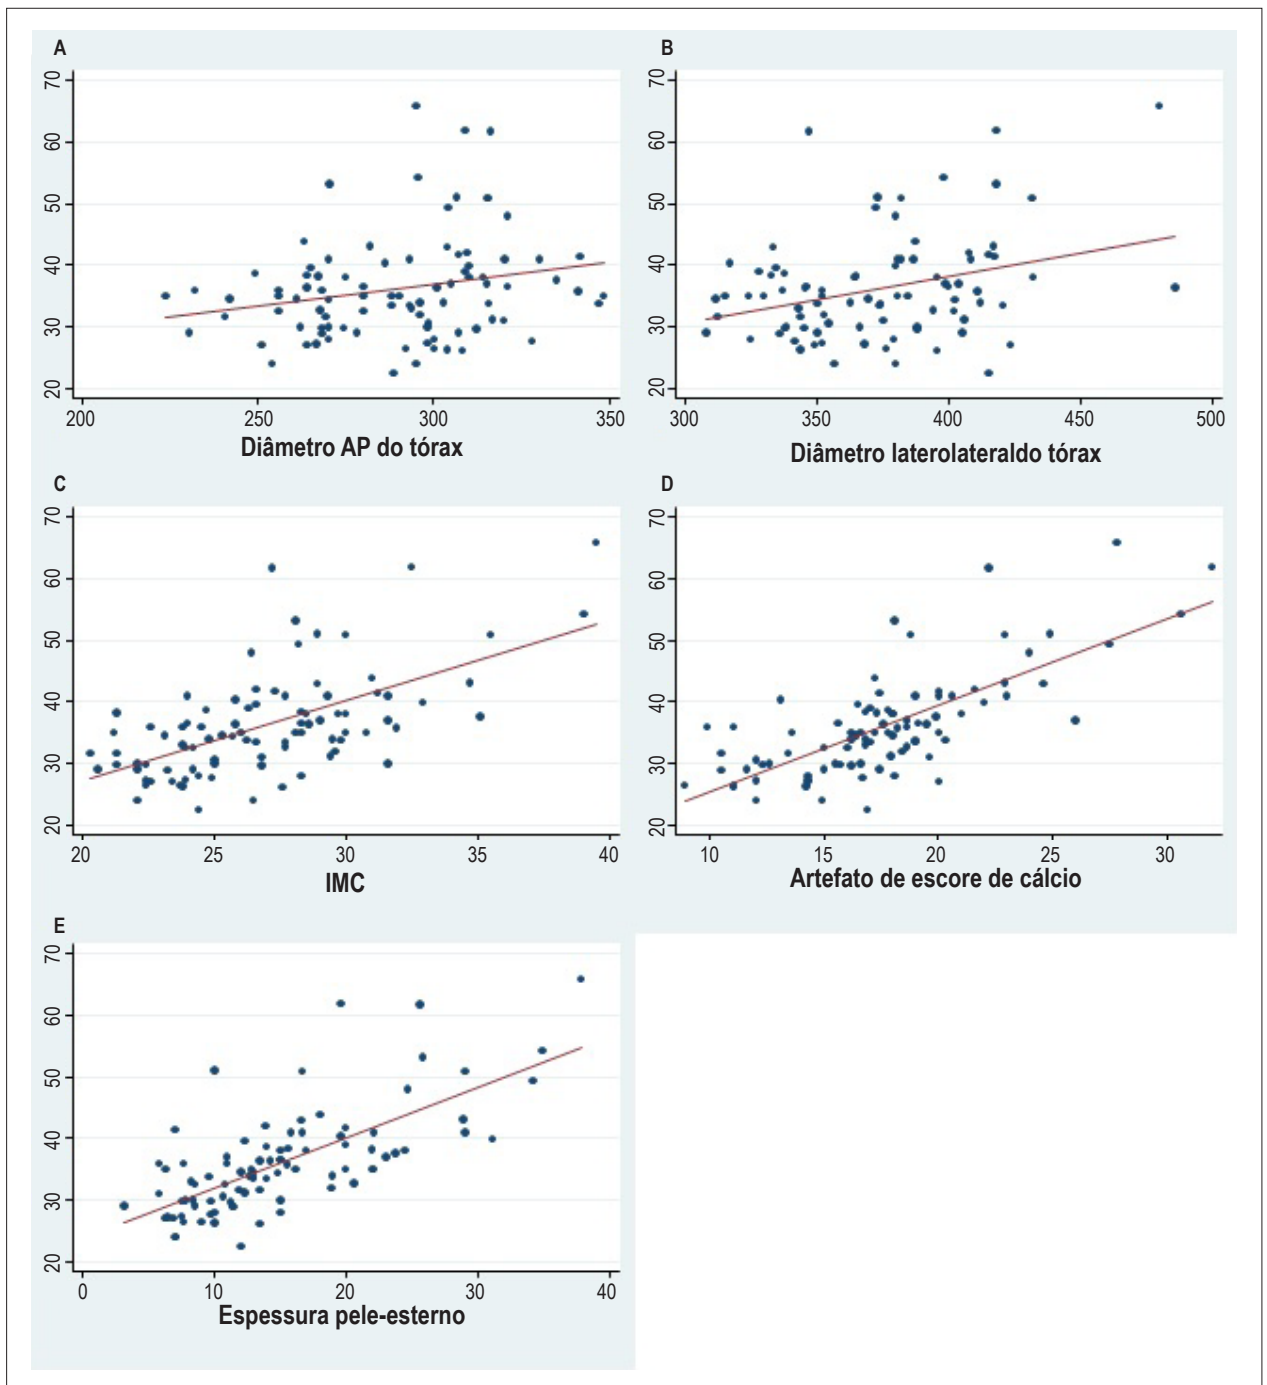 A
70
60
50
40
30
20
200 250 300 350
Diâmetro AP do tórax
B
70
60
50
40
30
20
300 350 400 450 500
Diâmetro laterolateraldo tórax
C
70
60
50
40
30
20
20 25 30 35 40
IMC
D
70
60
50
40
30
20
10 15 20 25 30
Artefato de escore de cálcio
E
70
60
50
40
30
20
0 10 20 30 40
Espessura pele-esterno